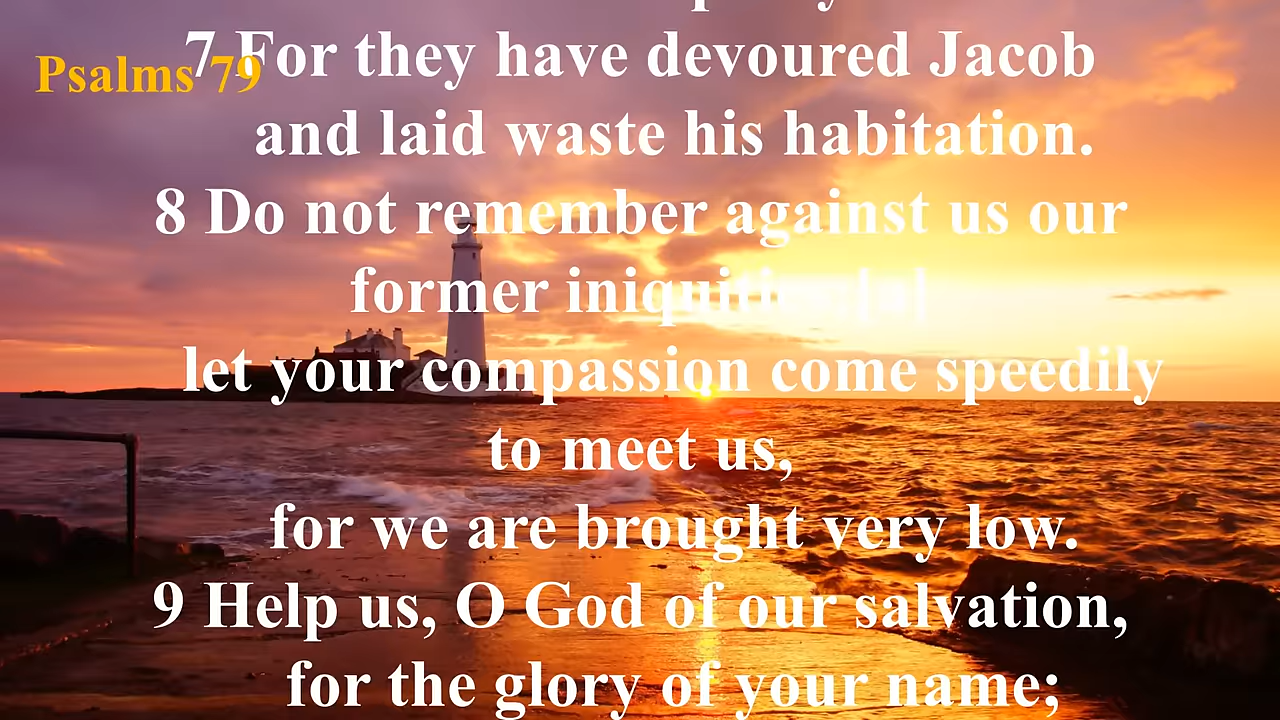 Psalms 79
7 For they have devoured Jacob
and laid waste his habitation.
8 Do not remember against us our
former iniquities;[a]
let your compassion come speedily
to meet us,
for we are brought very low.
9 Help us, O God of our salvation,
for the glory of your name;